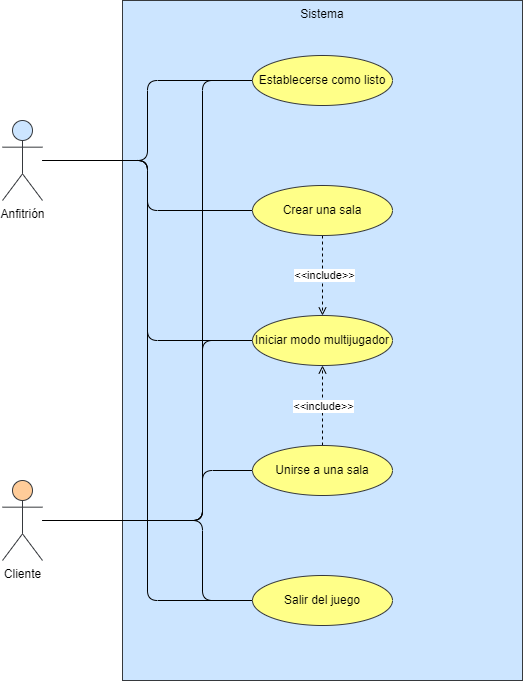 Sistema
Establecerse como listo
Anfitrión
Crear una sala
<<include>>
Iniciar modo multijugador
<<include>>
Unirse a una sala
Cliente
Salir del juego